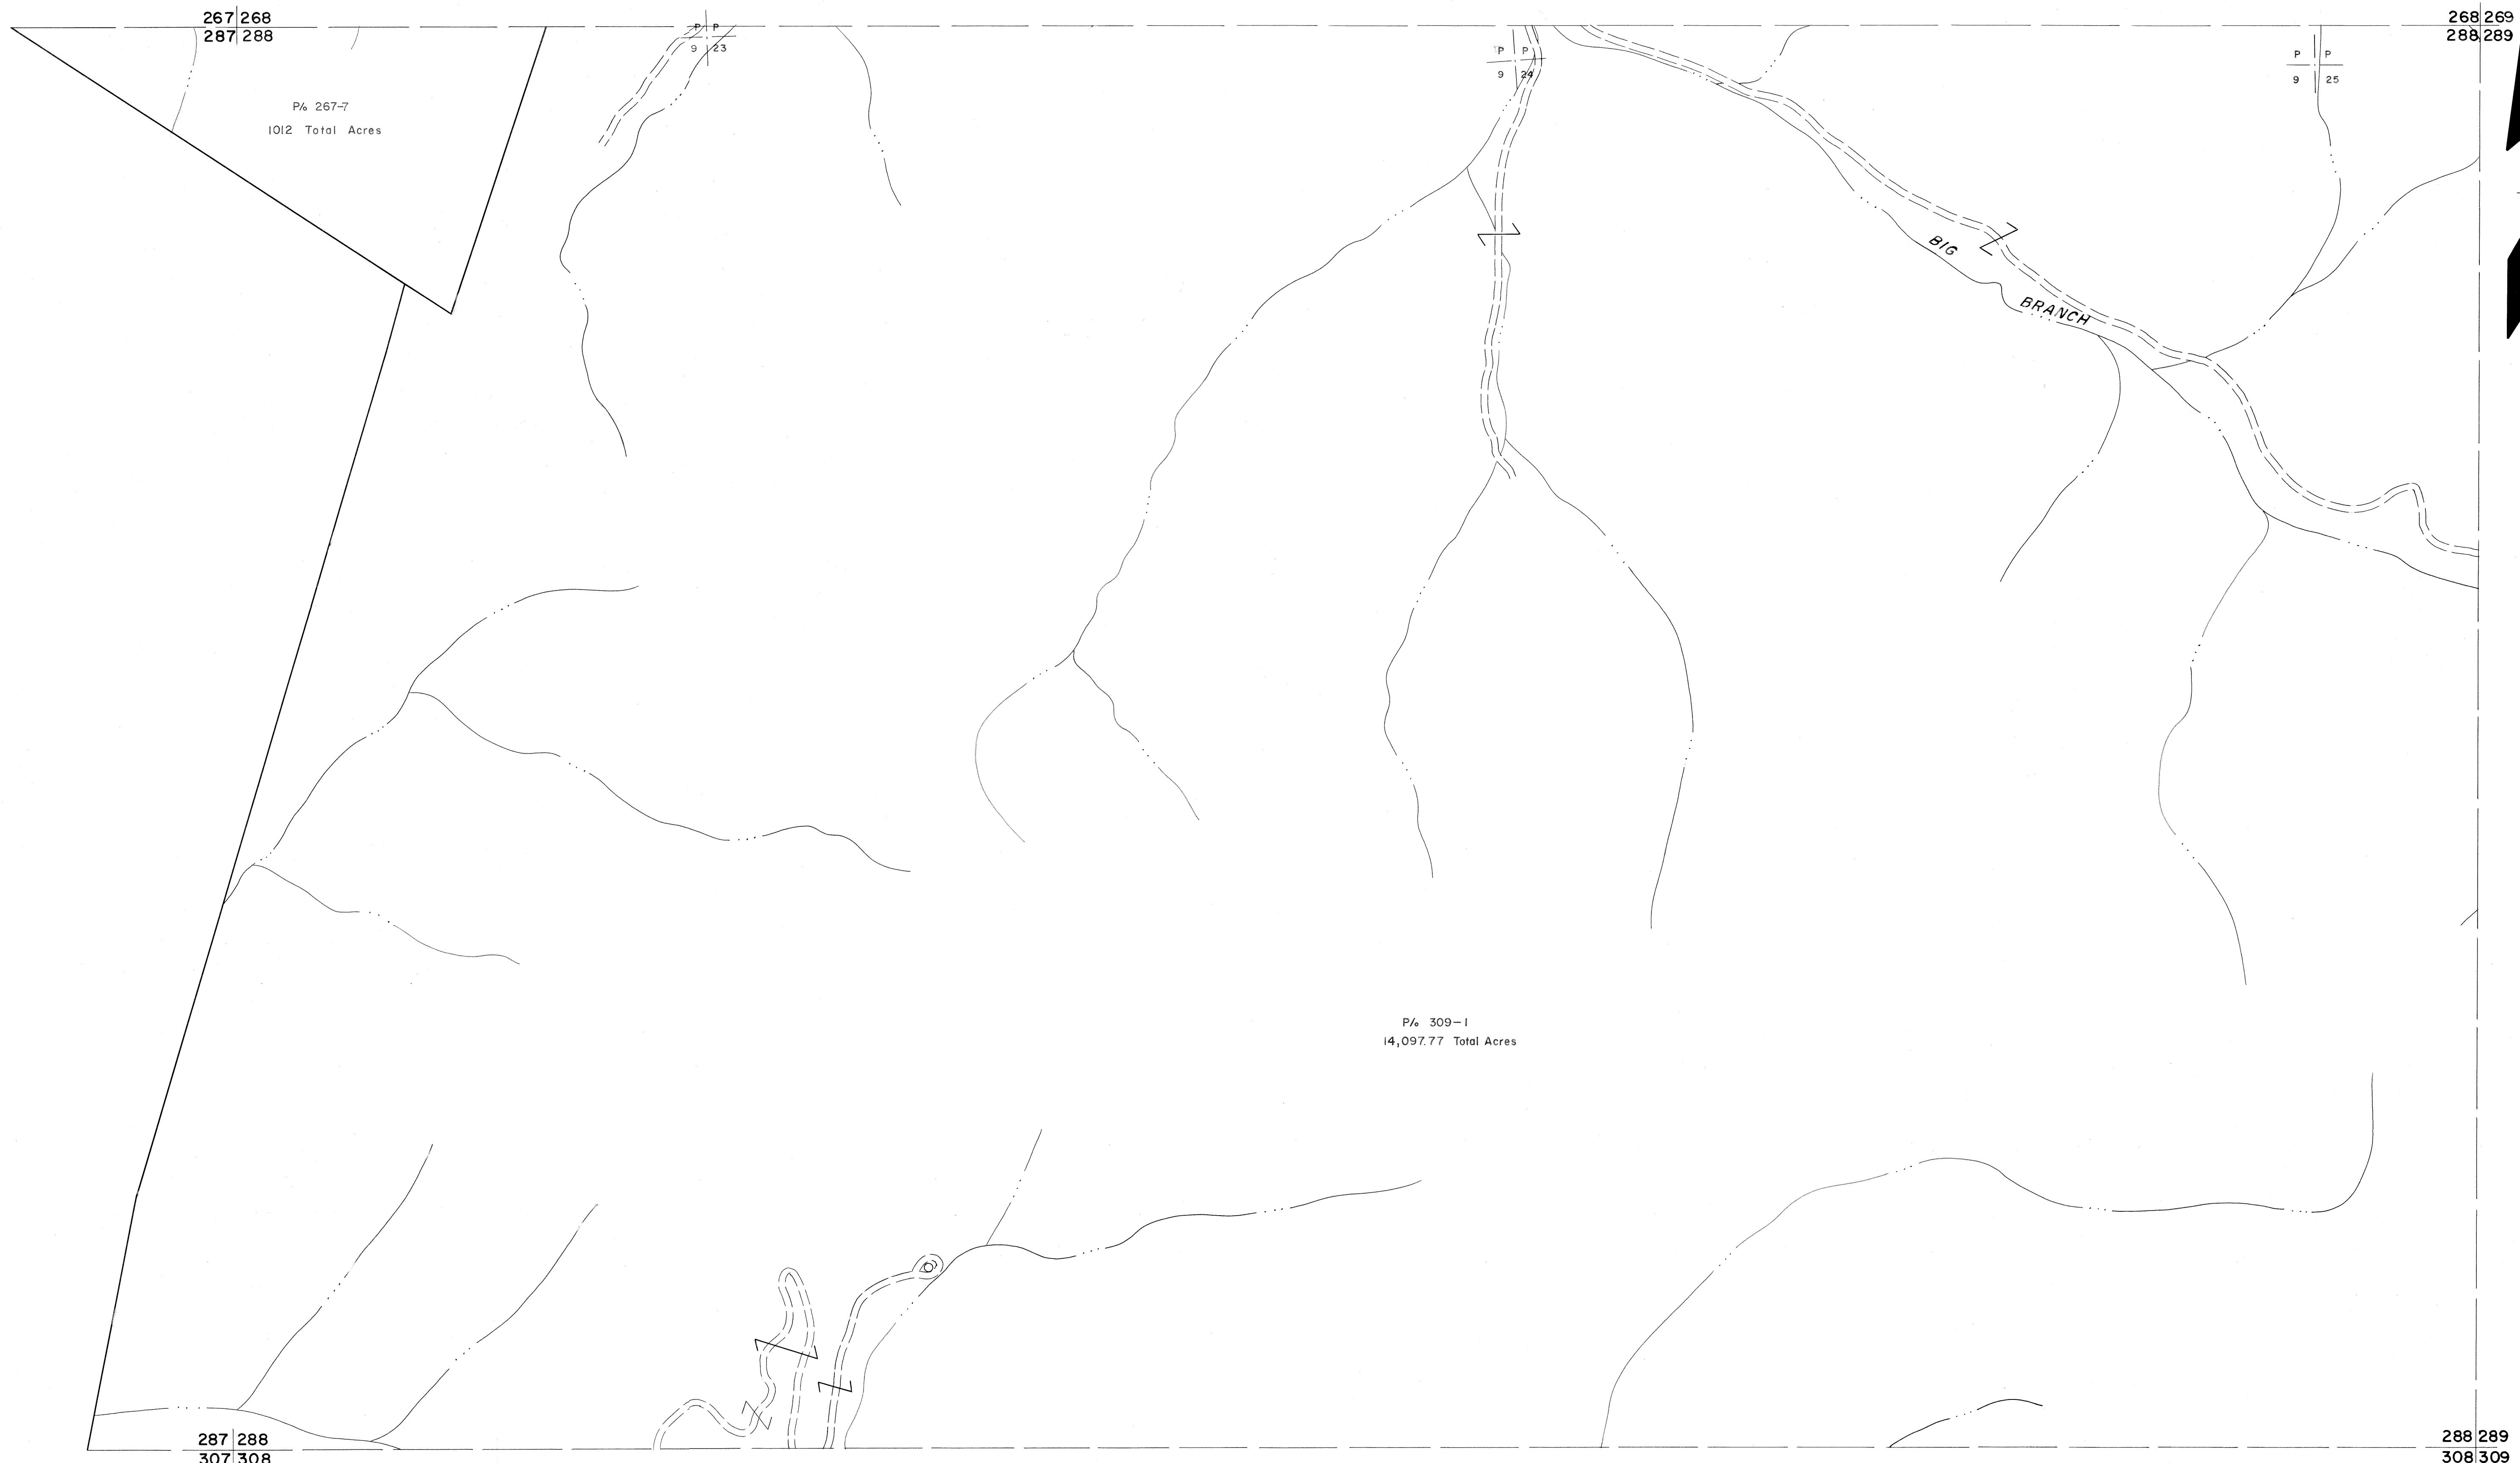 267 268
287 288
P P
9 23
P P
9 24
P P
9 25
268 269
288 289
P/o 267-7
1012 Total Acres
BIG
BRANCH
P/o 309-1
14,097.77 Total Acres
287 288
307 308
288 289
308 309